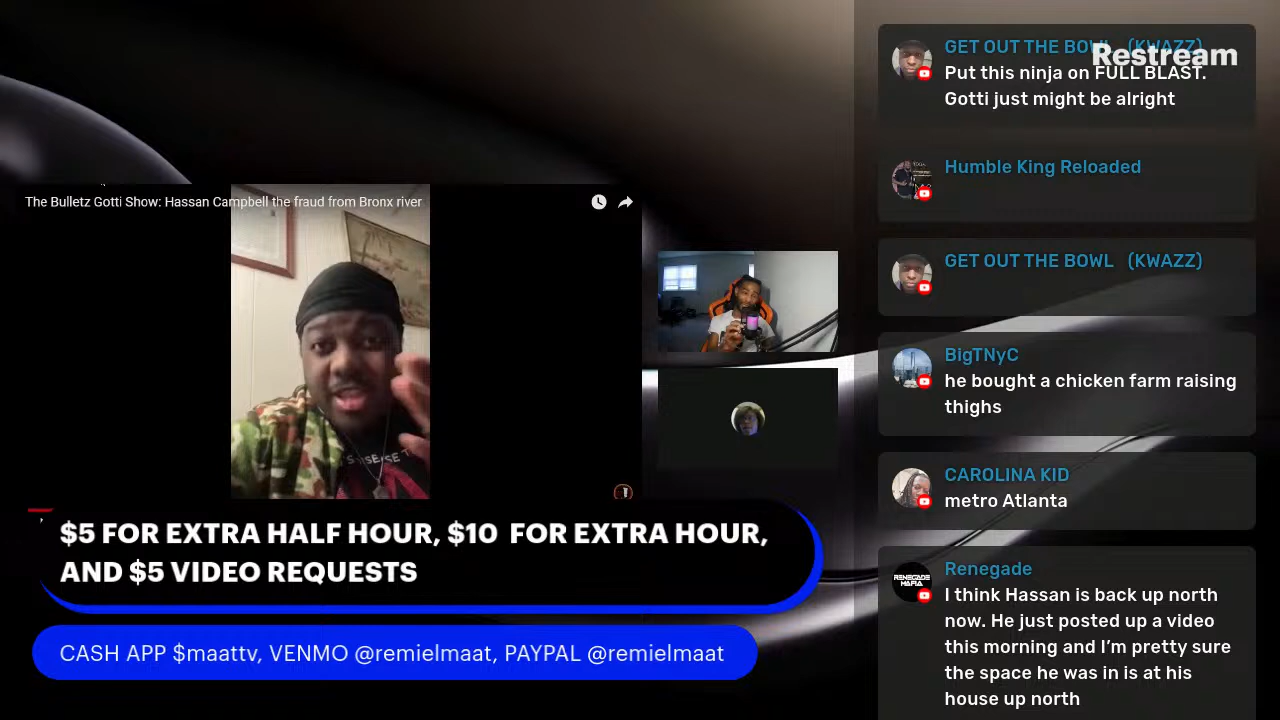 GET OUT THE BOWL (KWAZZ)
Restream
Put this ninja on FULL BLAST.
Gotti just might be alright
Humble King Reloaded
The Bulletz Gotti Show: Hassan Campbell the fraud from Bronx river
GET OUT THE BOWL (KWAZZ)
BigTNyC
he bought a chicken farm raising
thighs
CAROLINA KID
metro Atlanta
$5 FOR EXTRA HALF HOUR, $10 FOR EXTRA HOUR,
AND $5 VIDEO REQUESTS
CASH APP $maattv, VENMO @remielmaat, PAYPAL @remielmaat
Renegade
RENEGADE
MAFIA
I think Hassan is back up north
now. He just posted up a video
this morning and I’m pretty sure
the space he was in is at his
house up north